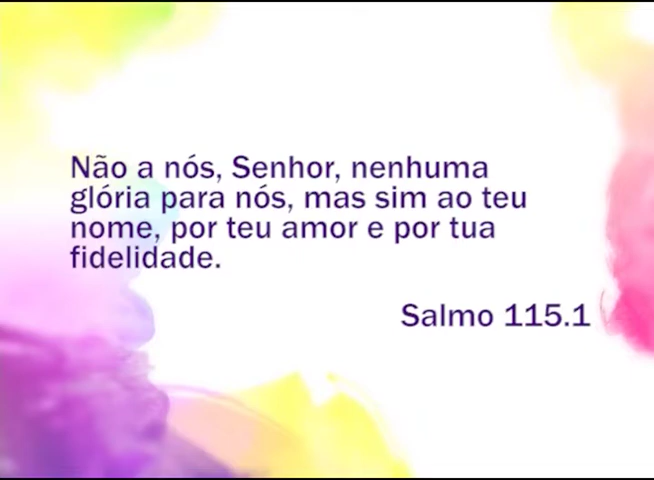 Não a nós, Senhor, nenhuma
glória para nós, mas sim ao teu
nome, por teu amor e por tua
fidelidade.
Salmo 115.1